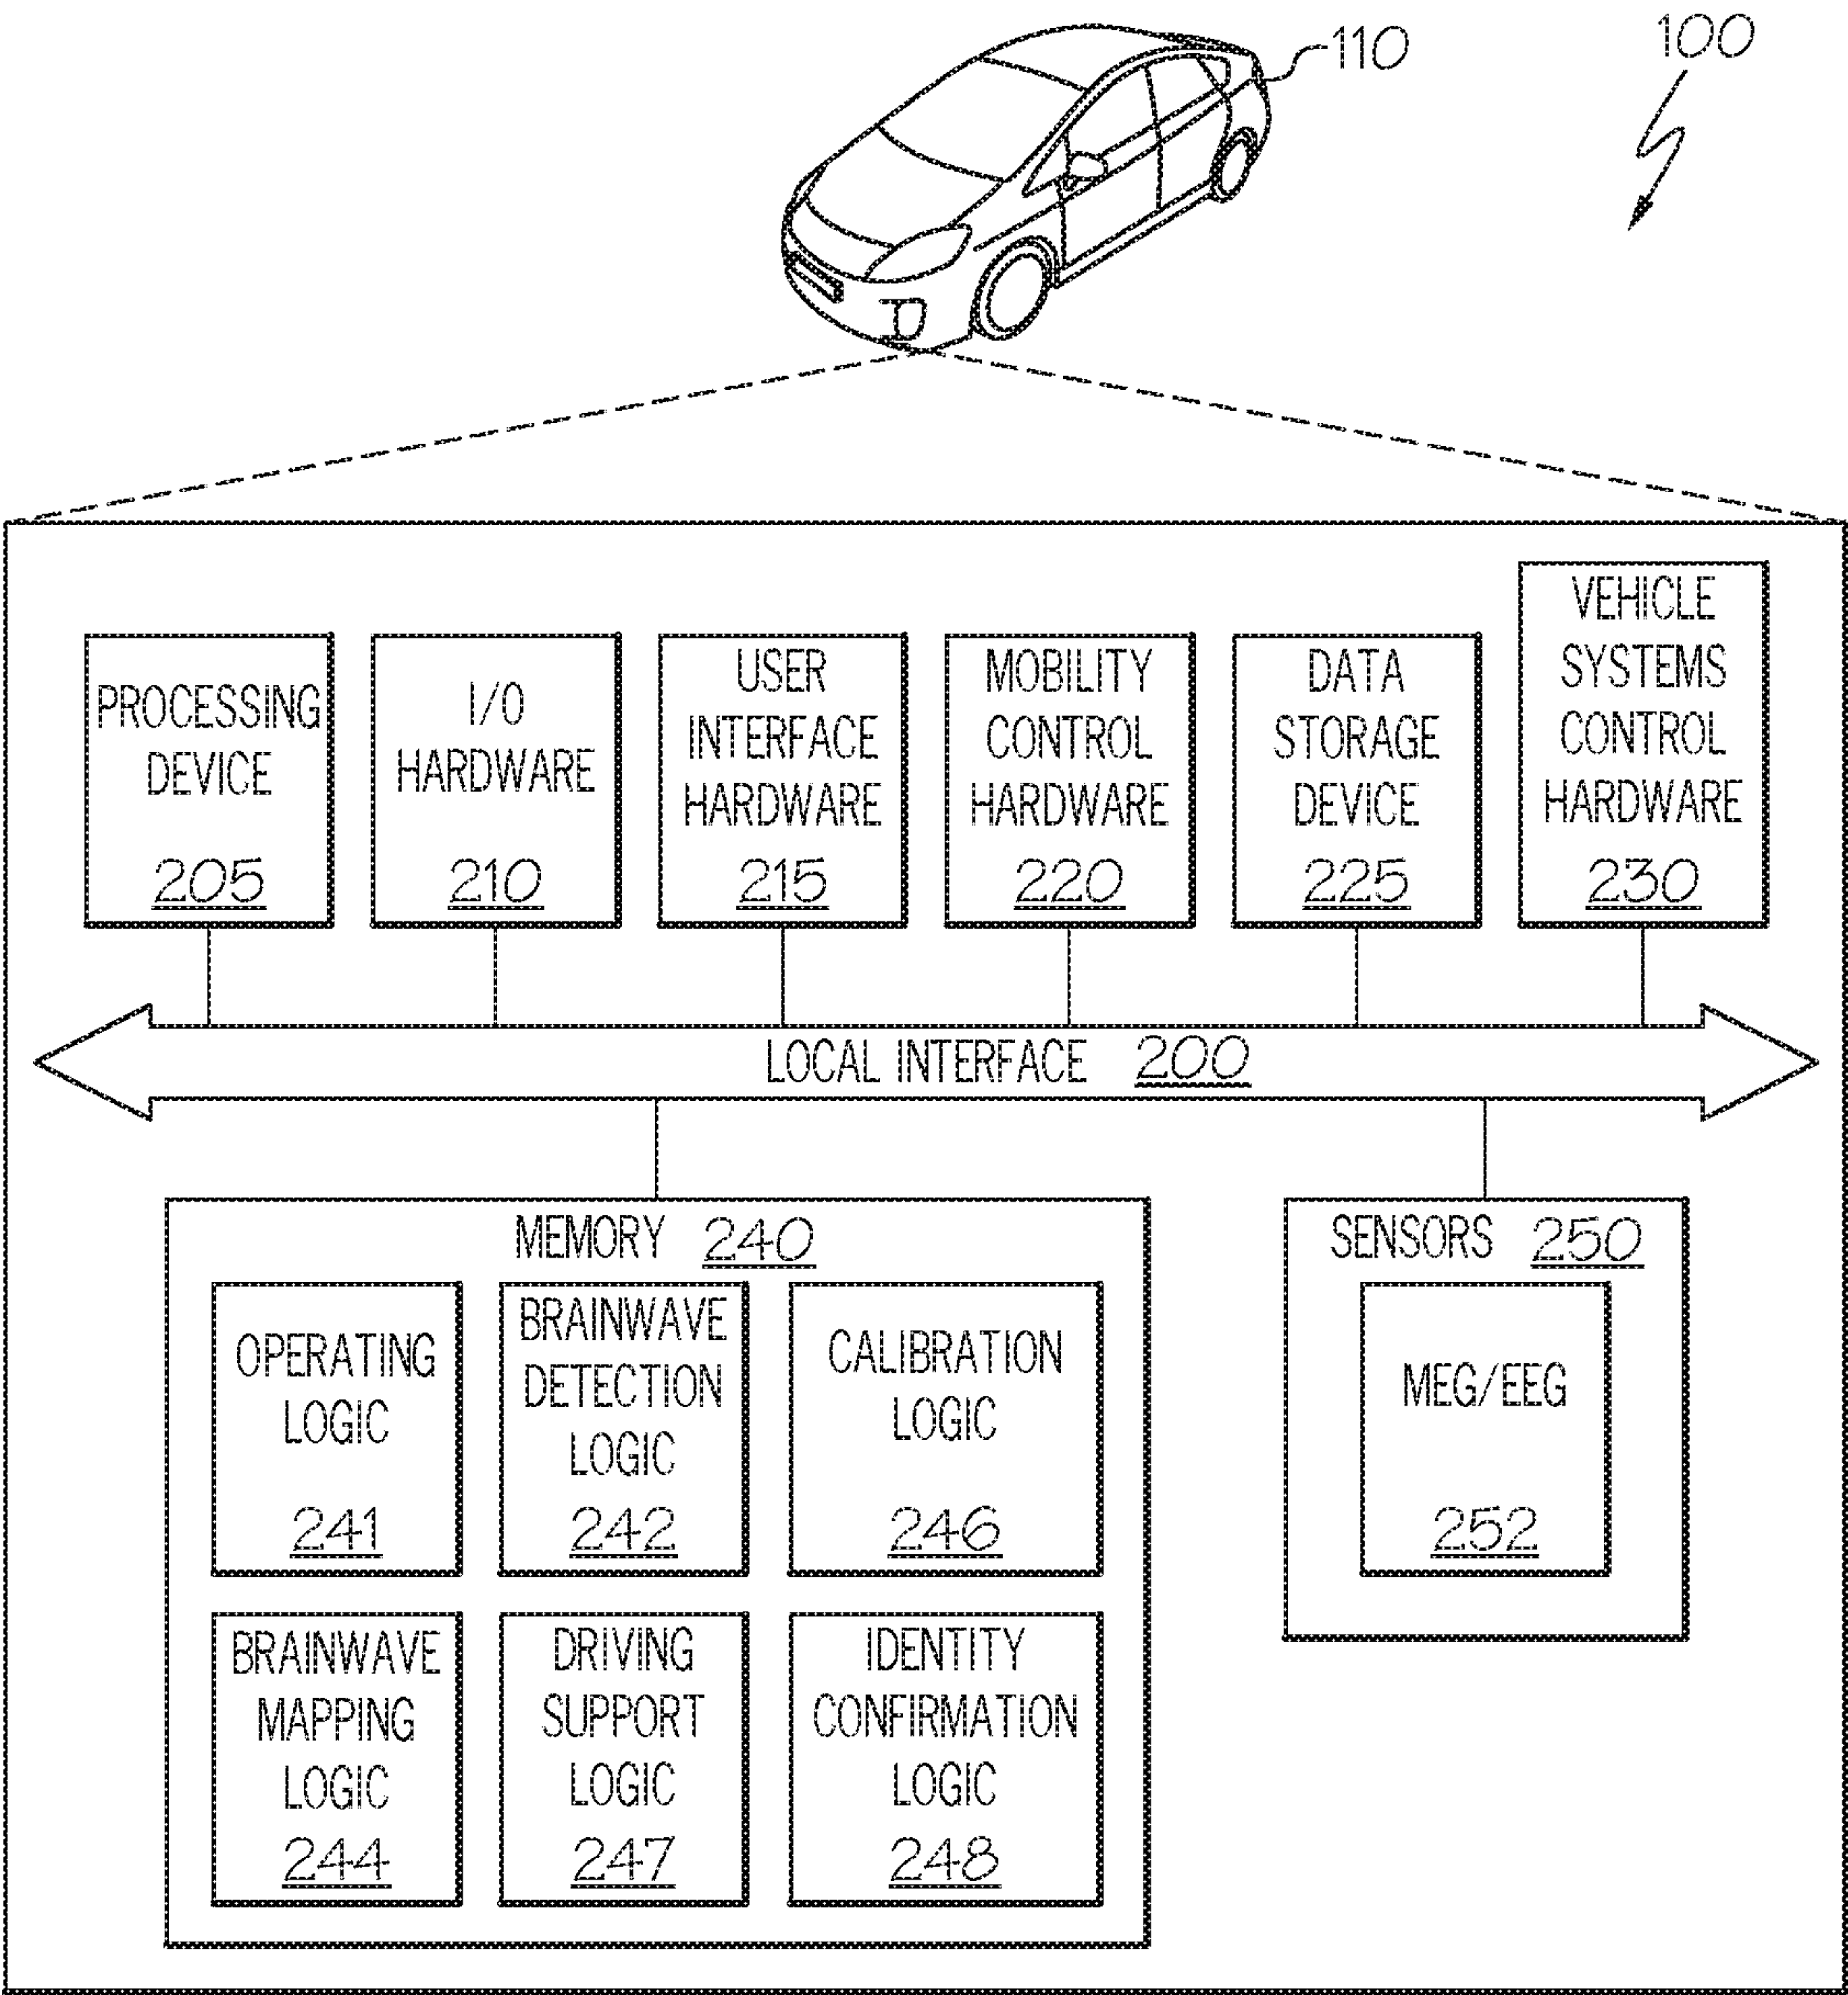 110
100
PROCESSING
DEVICE
205
I/O
HARDWARE
210
USER
INTERFACE
HARDWARE
215
MOBILITY
CONTROL
HARDWARE
220
DATA
STORAGE
DEVICE
225
VEHICLE
SYSTEMS
CONTROL
HARDWARE
230
LOCAL INTERFACE 200
MEMORY 240
OPERATING
LOGIC
241
BRAINWAVE
DETECTION
LOGIC
242
CALIBRATION
LOGIC
246
BRAINWAVE
MAPPING
LOGIC
244
DRIVING
SUPPORT
LOGIC
247
IDENTITY
CONFIRMATION
LOGIC
248
SENSORS 250
MEG/EEG
252